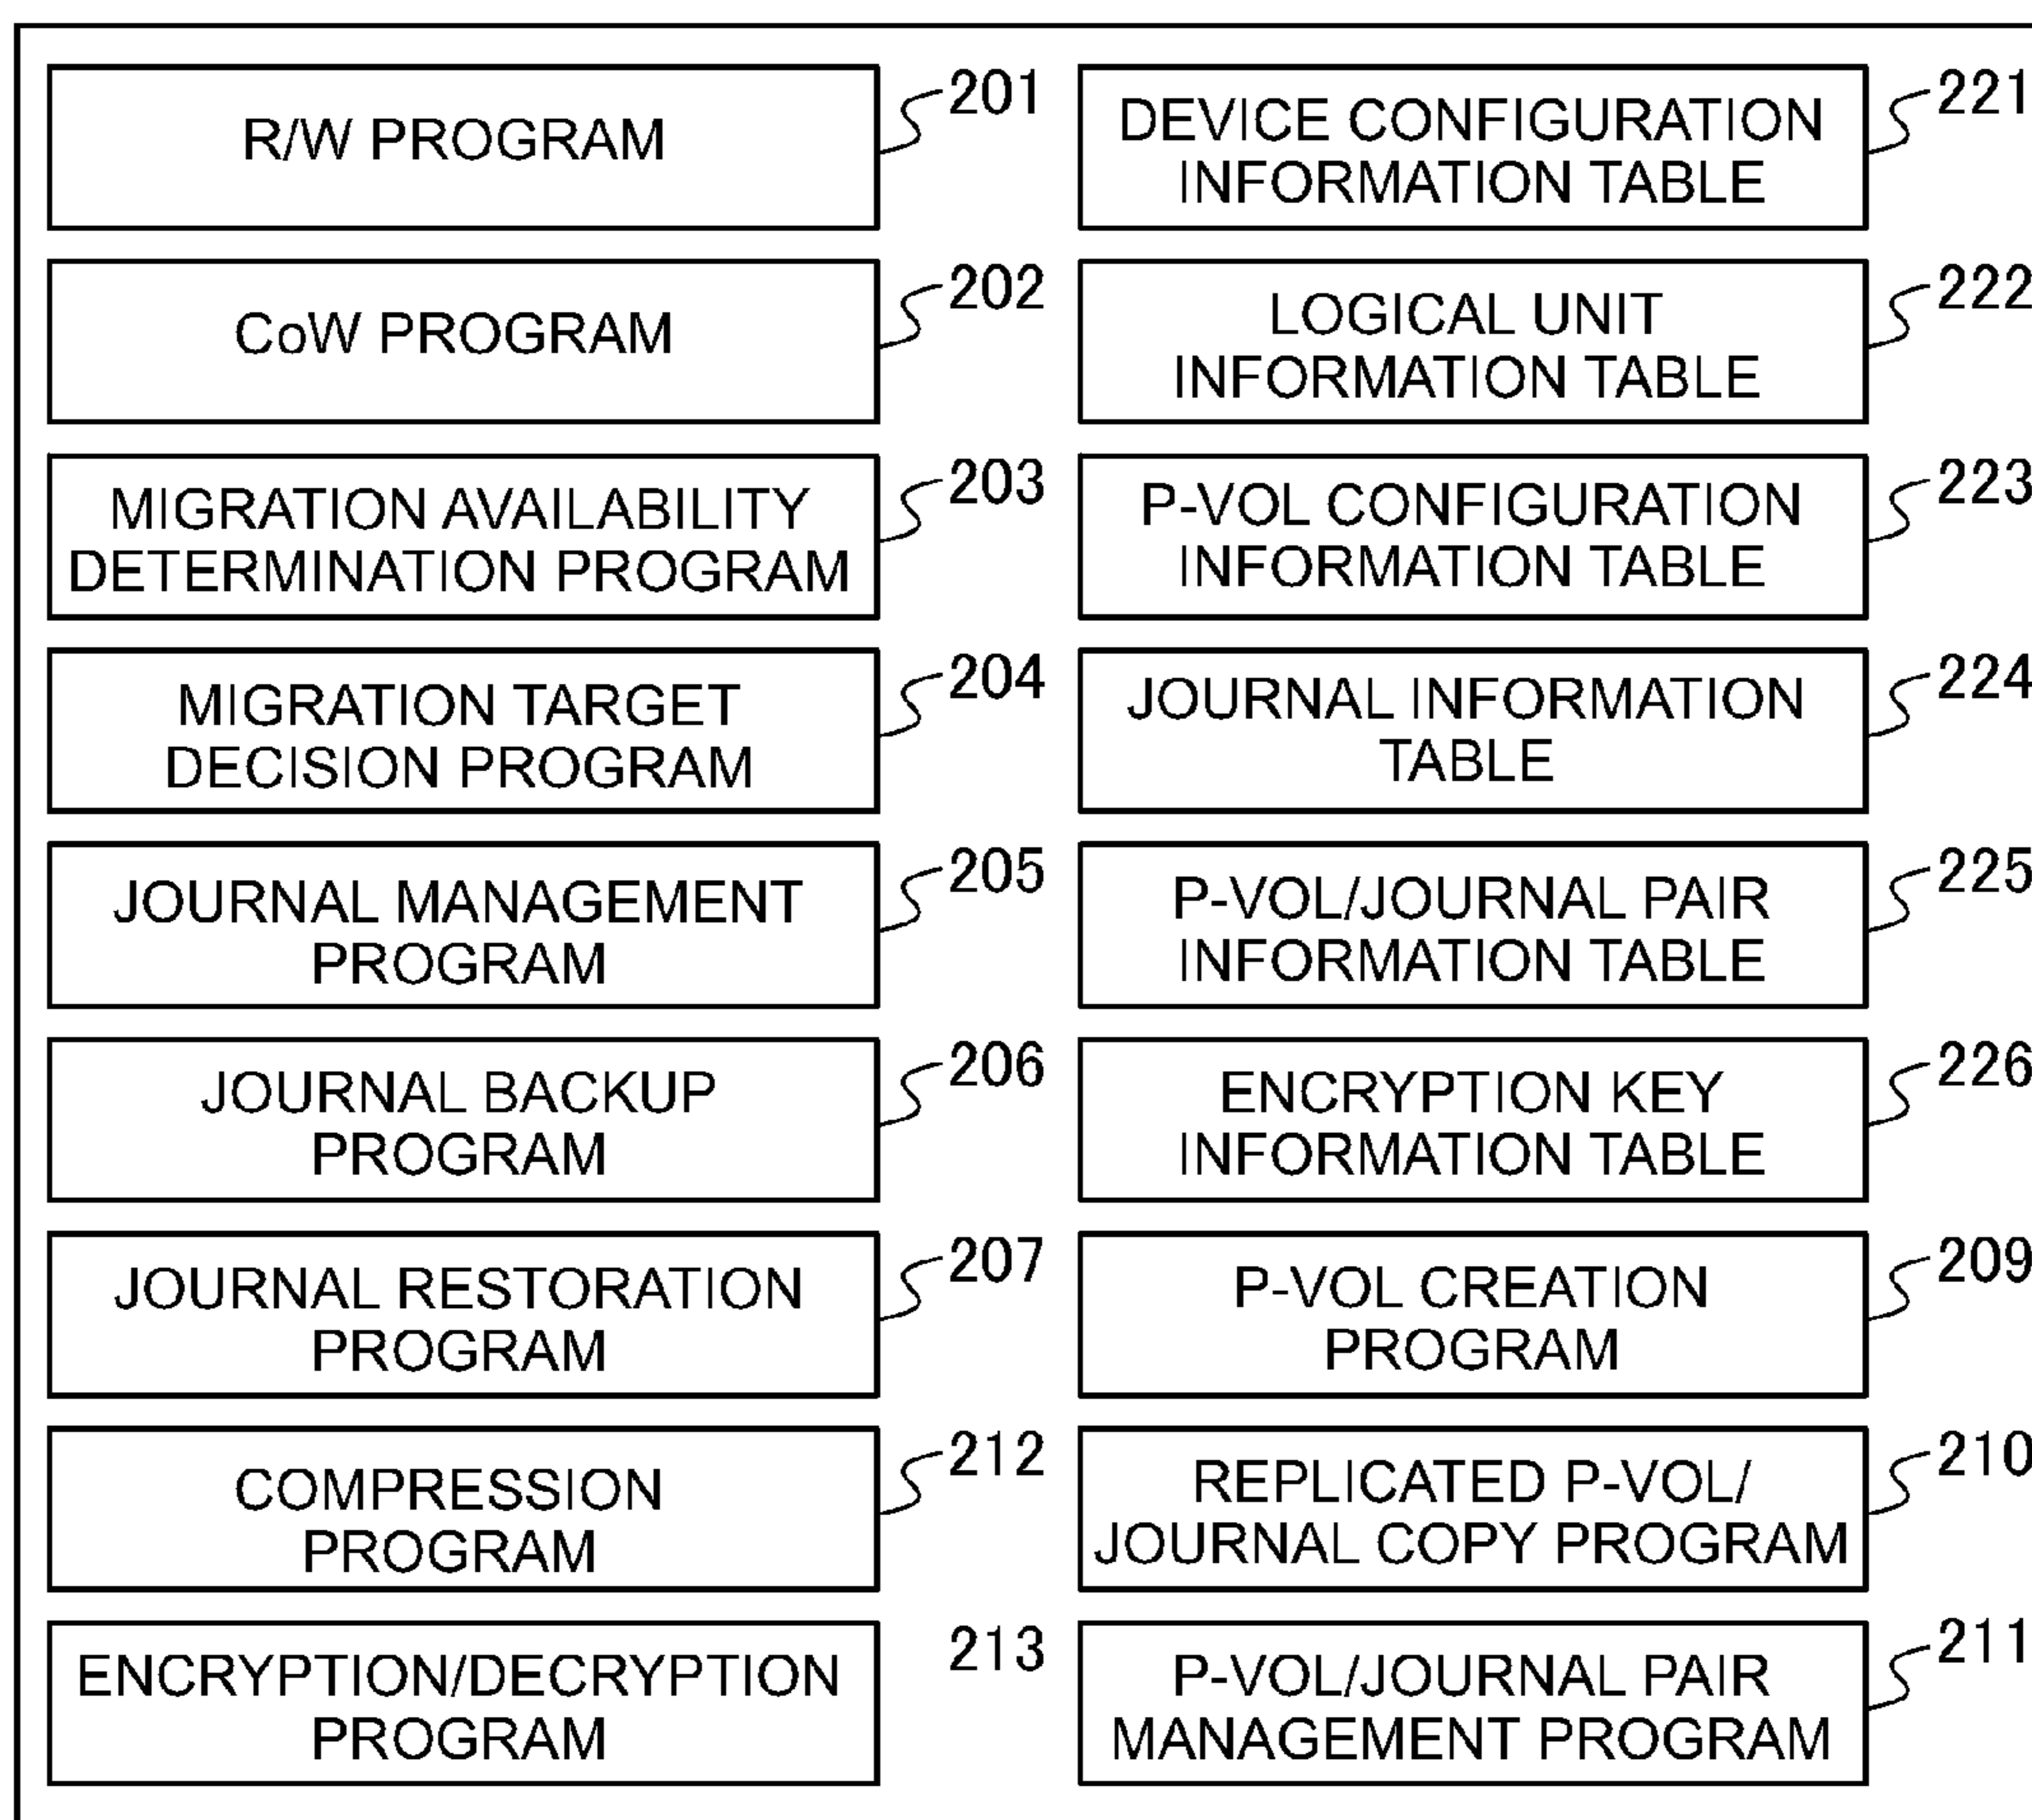 R/W PROGRAM
201
CoW PROGRAM
202
MIGRATION AVAILABILITY
DETERMINATION PROGRAM
203
MIGRATION TARGET
DECISION PROGRAM
204
JOURNAL MANAGEMENT
PROGRAM
205
JOURNAL BACKUP
PROGRAM
206
JOURNAL RESTORATION
PROGRAM
207
COMPRESSION
PROGRAM
212
ENCRYPTION/DECRYPTION
PROGRAM
213
DEVICE CONFIGURATION
INFORMATION TABLE
221
LOGICAL UNIT
INFORMATION TABLE
222
P-VOL CONFIGURATION
INFORMATION TABLE
223
JOURNAL INFORMATION
TABLE
224
P-VOL/JOURNAL PAIR
INFORMATION TABLE
225
ENCRYPTION KEY
INFORMATION TABLE
226
P-VOL CREATION
PROGRAM
209
REPLICATED P-VOL/
JOURNAL COPY PROGRAM
210
P-VOL/JOURNAL PAIR
MANAGEMENT PROGRAM
211